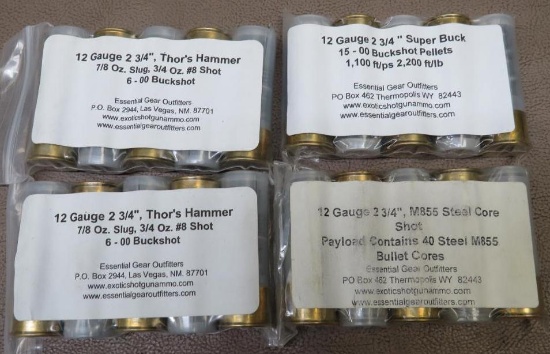 12 Gauge 2 3/4", Thor's Hammer
7/8 Oz. Slug, 3/4 Oz. #8 Shot
6 - 00 Buckshot
Essential Gear Outfitters
P.O. Box 2944, Las Vegas, NM. 87701
www.exoticshotgunammo.com
www.essentialgearoutfitters.com
12 Gauge 2 3/4 " Super Buck
15 - 00 Buckshot Pellets
1,100 ft/ps 2,200 ft/lb
Essential Gear Outfitters
PO Box 462 Thermopolis WY 82443
www.exoticshotgunammo.com
www.essentialgearoutfitters.com
12 Gauge 2 3/4", Thor's Hammer
7/8 Oz. Slug, 3/4 Oz. #8 Shot
6 - 00 Buckshot
Essential Gear Outfitters
P.O. Box 2944, Las Vegas, NM. 87701
www.exoticshotgunammo.com
www.essentialgearoutfitters.com
12 Gauge 2 3/4", M855 Steel Core
Shot
Payload Contains 40 Steel M855
Bullet Cores
Essential Gear Outfitters
PO Box 462 Thermopolis WY 82443
www.exoticshotgunammo.com
www.essentialgearoutfitters.com